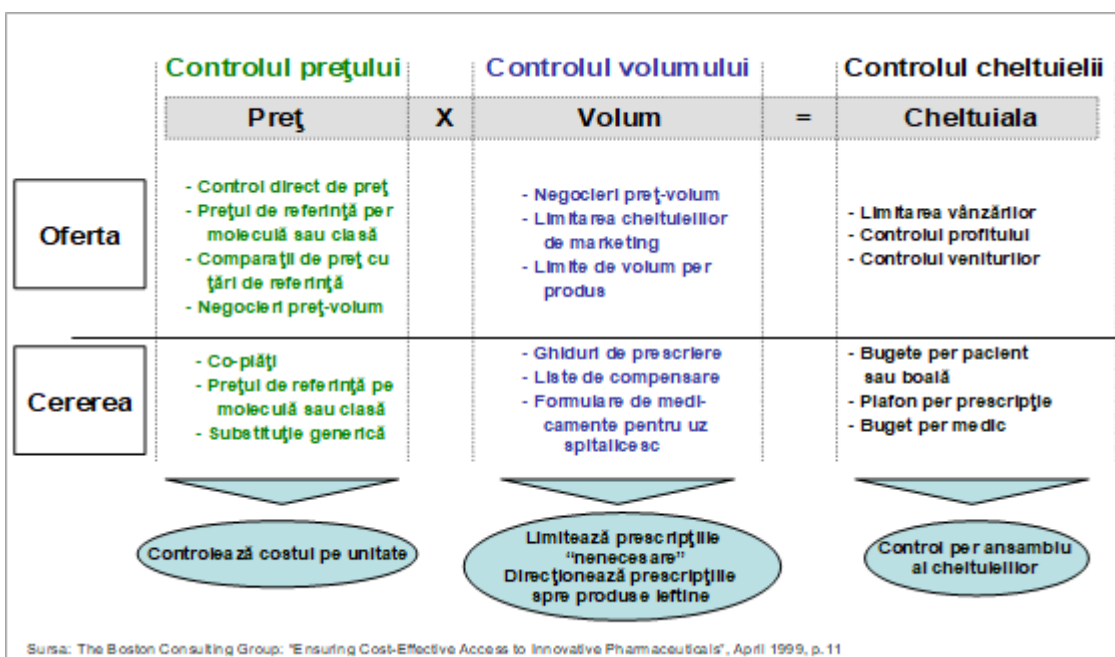 Controlul preţului
Controlul volumului
Controlul cheltuielii
Preţ X Volum = Cheltuiala
Oferta
- Control direct de preţ
- Preţul de referinţă per
moleculă sau clasă
- Comparaţii de preţ cu
ţări de referinţă
- Negocieri preţ-volum
- Negocieri preţ-volum
- Limitarea cheltuielilor
de marketing
- Limite de volum per
produs
- Limitarea vânzărilor
- Controlul profitului
- Controlul veniturilor
Cererea
- Co-plăţi
- Preţul de referinţă pe
moleculă sau clasă
- Substituţie generică
- Ghiduri de prescriere
- Liste de compensare
- Formulare de medi-
camente pentru uz
spitalicesc
- Bugete per pacient
sau boală
- Plafon per prescripţie
- Buget per medic
Controlează costul pe unitate
Limitează prescripţiile
“nenecesare”
Direcţionează prescripţiile
spre produse ieftine
Control per ansamblu
al cheltuielilor
Sursa: The Boston Consulting Group: "Ensuring Cost-Effective Access to Innovative Pharmaceuticals", April 1999, p.11